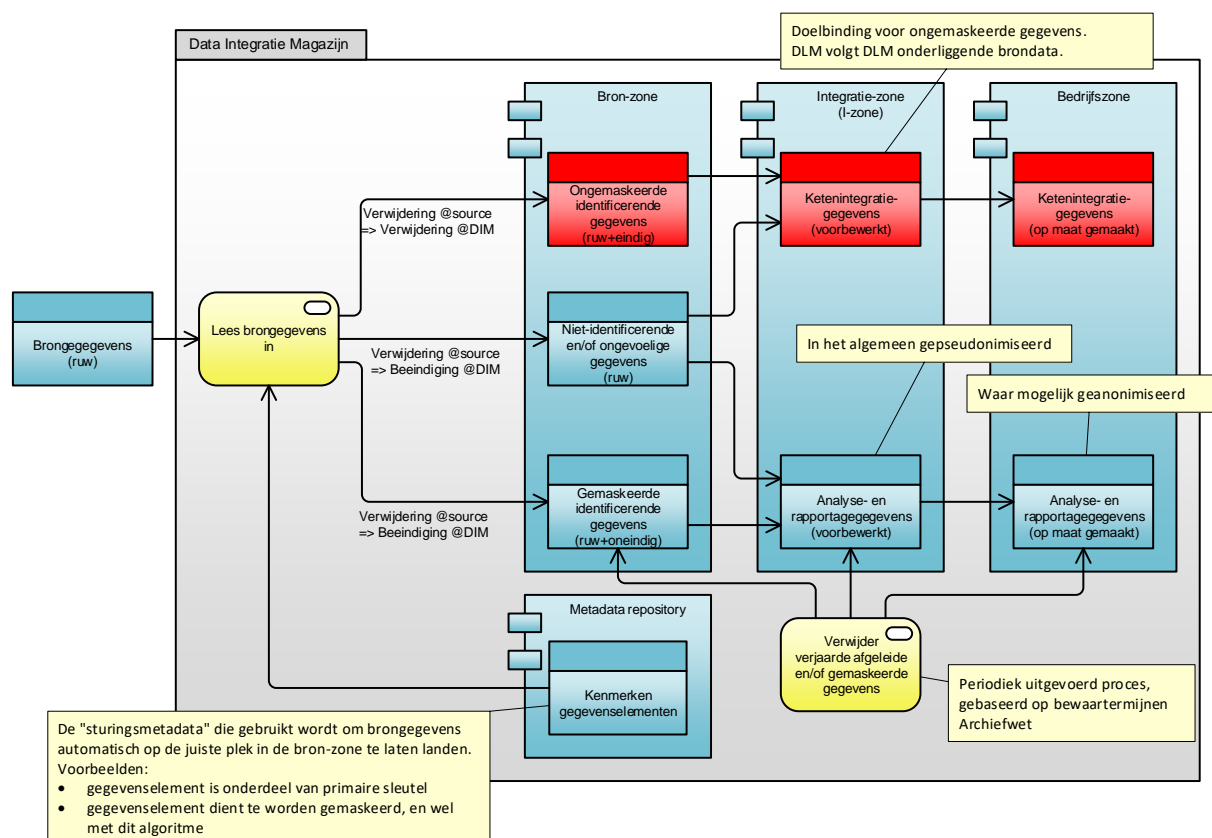 Data Integratie Magazijn
Doelbinding voor ongemaskeerde gegevens.
DLM volgt DLM onderliggende brondata.
Bron-zone
Integratie-zone
(I-zone)
Bedrijfszone
Ongemaskeerde
identificerende
gegevens
(ruw+eindig)
Ketenintegratie-
gegevens
(voorbewerkt)
Ketenintegratie-
gegevens
(op maat gemaakt)
Verwijdering @source
=> Verwijdering @DIM
Brongegegevens
(ruw)
Lees brongegevens
in
Niet-identificerende
en/of ongevoelige
gegevens
(ruw)
Verwijdering @source
=> Beeindiging @DIM
In het algemeen gepseudonimiseerd
Waar mogelijk geanonimiseerd
Gemaskeerde
identificerende
gegevens
(ruw+oneindig)
Analyse- en
rapportagegegevens
(voorbewerkt)
Analyse- en
rapportagegegevens
(op maat gemaakt)
Verwijdering @source
=> Beeindiging @DIM
Metadata repository
Kenmerken
gegevenselementen
Verwijder
verjaarde afgeleide
en/of gemaskeerde
gegevens
Periodiek uitgevoerd proces,
gebaseerd op bewaartermijnen
Archiefwet
De "sturingsmetadata" die gebruikt wordt om brongegevens
automatisch op de juiste plek in de bron-zone te laten landen.
Voorbeelden:
• gegevenselement is onderdeel van primaire sleutel
• gegevenselement dient te worden gemaskeerd, en wel
met dit algoritme